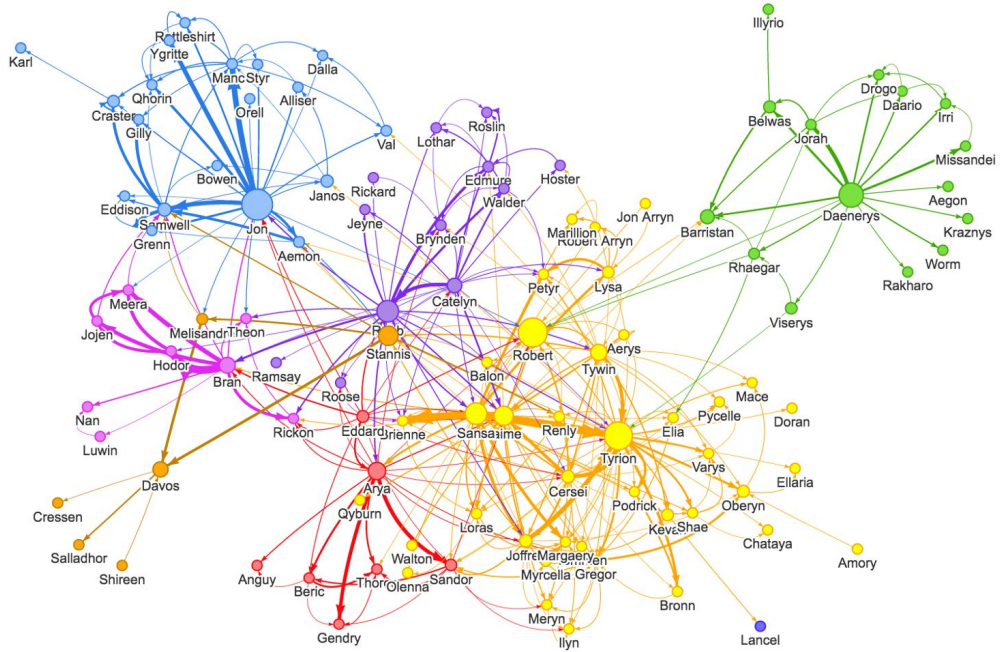 Illyrio
Karl
Rattleshirt
Ygritte
Styr
Dalla
Alliser
Qhorin
Orell
Craster
Gilly
Val
Bowen
Janos
Eddison
Samwell
Grenn
Jon
Aemon
Roslin
Lothar
Edmure
Hoster
Rickard
Walder
Jeyne
Brynden
Catelyn
Jon Arryn
Marillion
Robert Arryn
Petyr
Lysa
Drogo
Daario
Irri
Belwas
Jorah
Missandei
Aegon
Daenerys
Barristan
Kraznys
Worm
Rhaegar
Rakharo
Viserys
Meera
Melisandre
Theon
Jojen
Stannis
Robert
Aerys
Hodor
Bran
Ramsay
Balon
Tywin
Roose
Mace
Nan
Rickon
Eddard
Sansa
Renly
Elia
Pycelle
Doran
Luwin
Tyrion
Varys
Arya
Cersei
Ellaria
Davos
Qyburn
Podrick
Oberyn
Cressen
Loras
Shae
Chataya
Salladhor
Walton
Margaery
Amory
Shireen
Anguy
Beric
Olenna
Sandor
Myrcella
Gregor
Bronn
Gendry
Meryn
Ilyn
Lancel